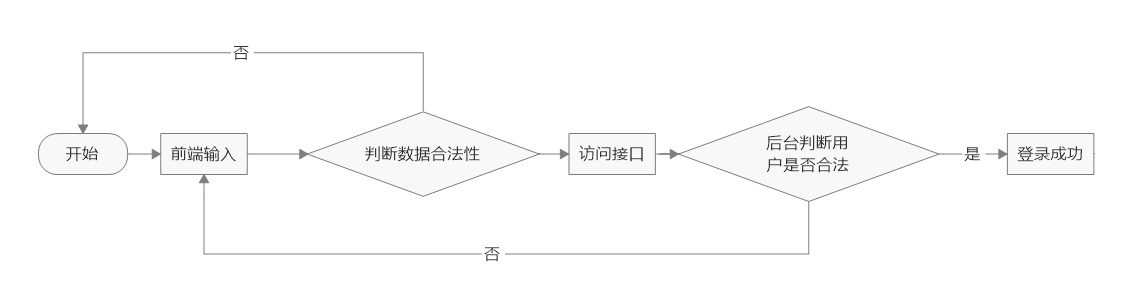 否
开始
前端输入
判断数据合法性
访问接口
后台判断用
户是否合法
是
登录成功
否